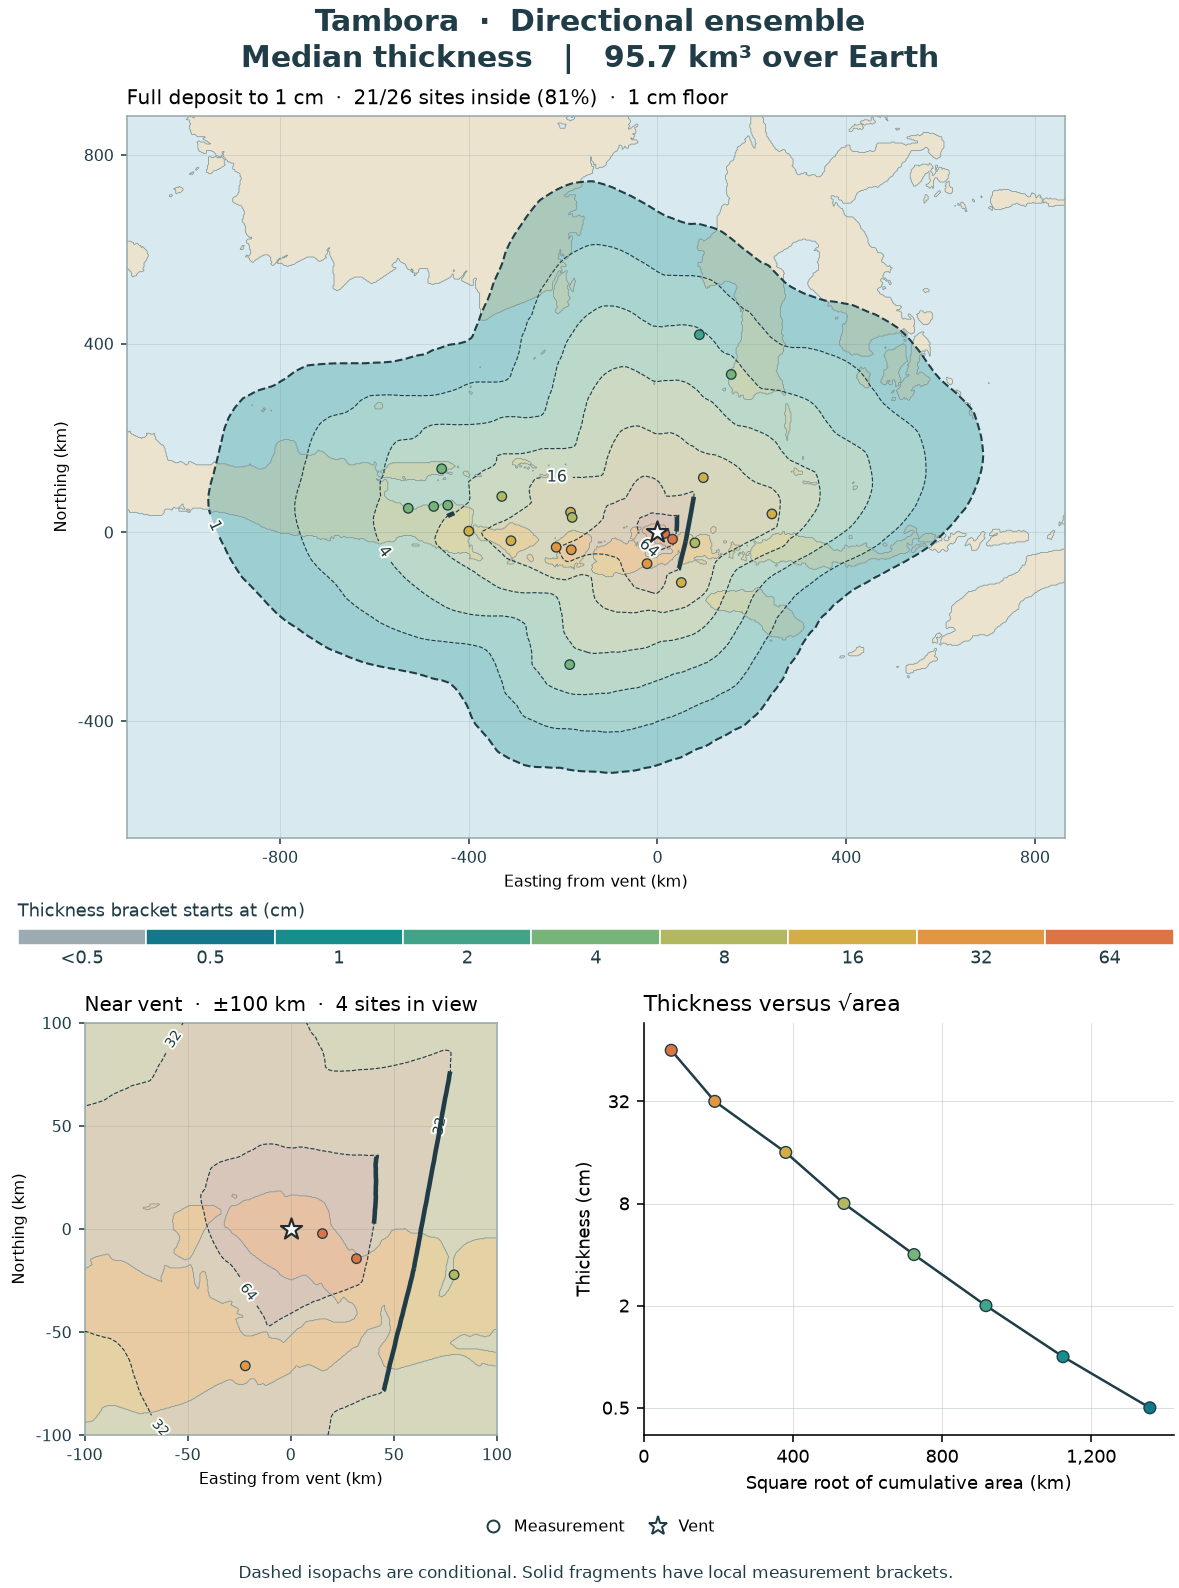 Tambora · Directional ensemble
Median thickness | 95.7 km³ over Earth
Full deposit to 1 cm · 21/26 sites inside (81%) · 1 cm floor
800
400
0
-400
Northing (km)
16
64
4
1
-800
-400
0
400
800
Easting from vent (km)
Thickness bracket starts at (cm)
<0.5
0.5
1
2
4
8
16
32
64
Near vent · ±100 km · 4 sites in view
100
50
0
-50
-100
Northing (km)
32
32
64
32
-100
-50
0
50
100
Easting from vent (km)
Thickness versus √area
32
8
2
0.5
Thickness (cm)
0
400
800
1,200
Square root of cumulative area (km)
Measurement
Vent
Dashed isopachs are conditional. Solid fragments have local measurement brackets.